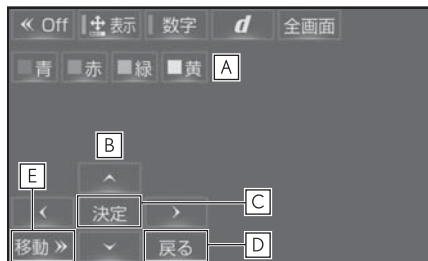 « Off 表示 数字 d 全画面
青 赤 緑 黄 A
B
E
^
< 決定 > C
移動 » ⌄ 戻る D